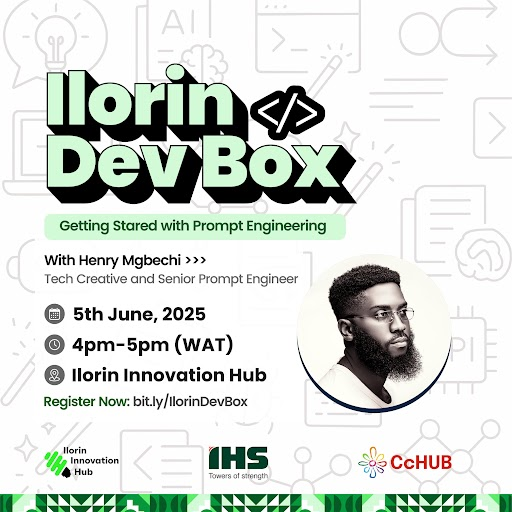 Ilorin </>
Dev Box
Getting Stared with Prompt Engineering
With Henry Mgbechi >>>
Tech Creative and Senior Prompt Engineer
5th June, 2025
4pm-5pm (WAT)
Ilorin Innovation Hub
Register Now: bit.ly/IlorinDevBox
Ilorin
Innovation
Hub
IHS
Towers of strength
CcHUB